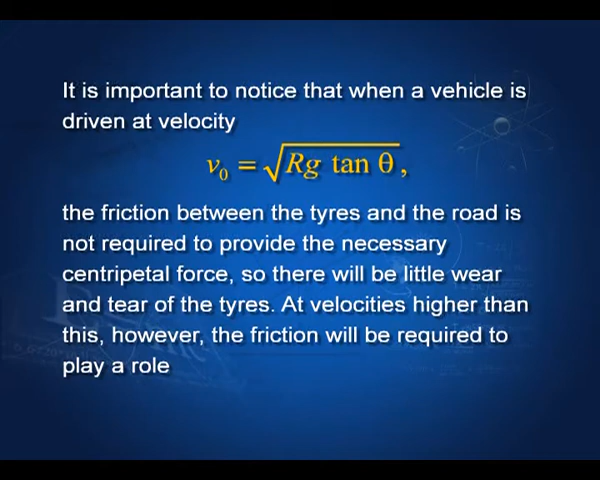 It is important to notice that when a vehicle is
driven at velocity
v₀ = √Rg tan θ,
the friction between the tyres and the road is
not required to provide the necessary
centripetal force, so there will be little wear
and tear of the tyres. At velocities higher than
this, however, the friction will be required to
play a role